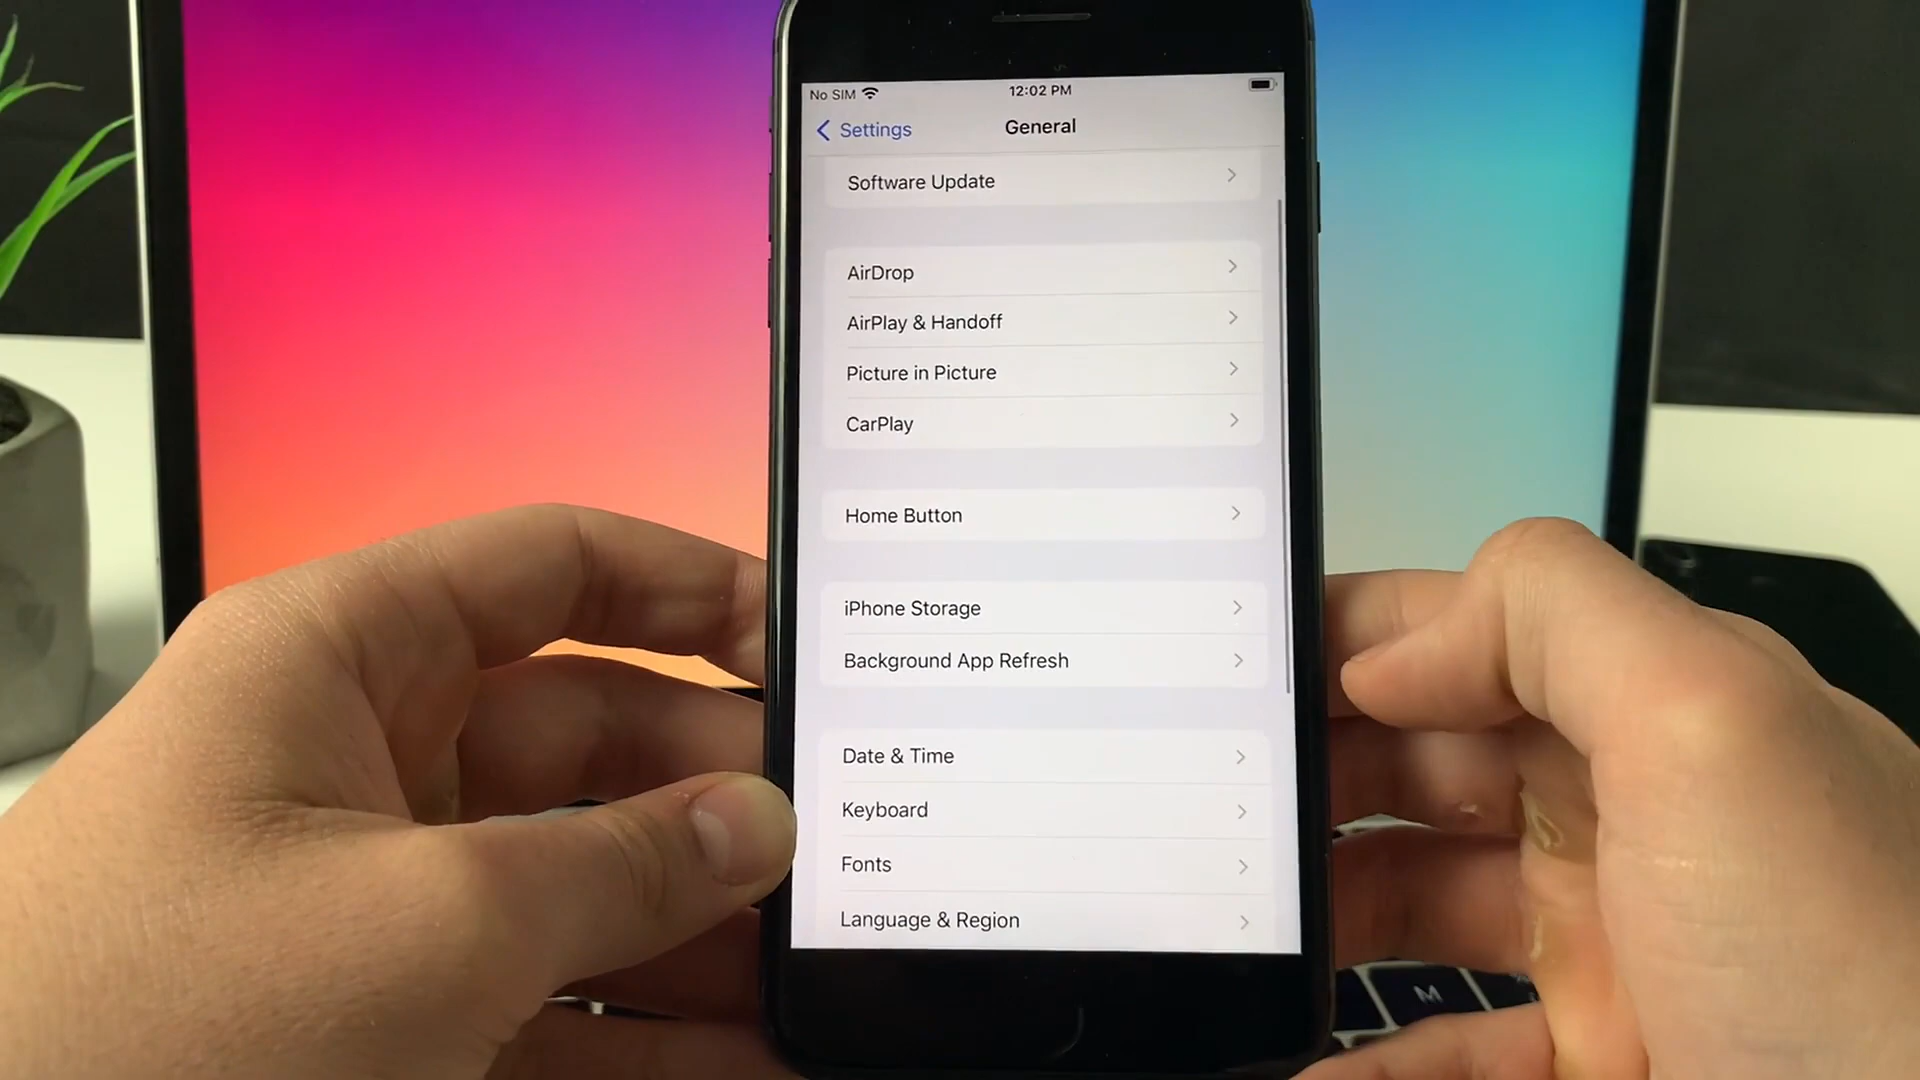 No SIM 12:02 PM
Settings General
Software Update
AirDrop
AirPlay & Handoff
Picture in Picture
CarPlay
Home Button
iPhone Storage
Background App Refresh
Date & Time
Keyboard
Fonts
Language & Region
M